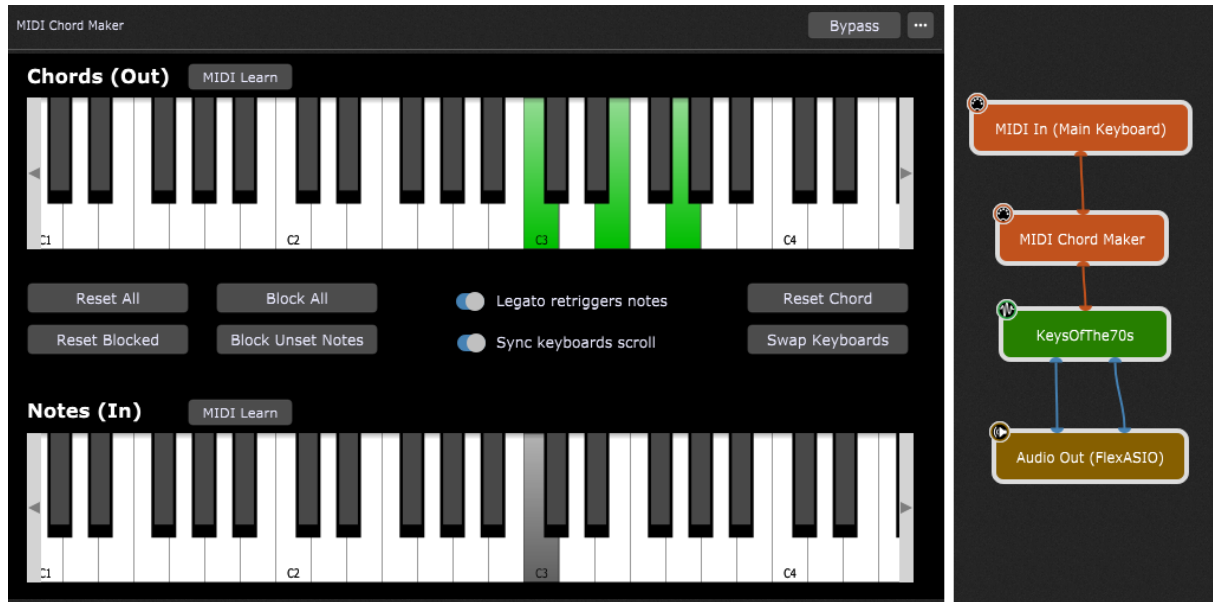 MIDI Chord Maker
Bypass
...
Chords (Out)
MIDI Learn
C1
C2
C3
C4
Reset All
Block All
Legato retriggers notes
Reset Chord
Reset Blocked
Block Unset Notes
Sync keyboards scroll
Swap Keyboards
Notes (In)
MIDI Learn
C1
C2
C3
C4
MIDI In (Main Keyboard)
MIDI Chord Maker
KeysOfThe70s
Audio Out (FlexASIO)